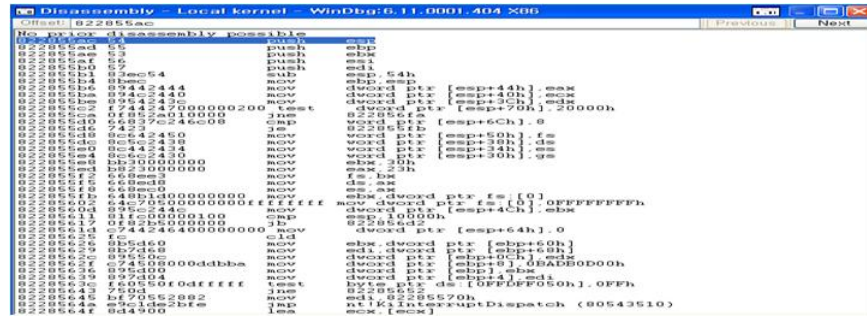 Disassembly - Local kernel - WinDbg:6.11.0001.404 X86
Offset: 822855ac Previous Next
No prior disassembly possible
822855ac 54 push esp
822855ad 55 push ebp
822855ae 53 push ebx
822855af 56 push esi
822855b0 57 push edi
822855b1 83ec54 sub esp,54h
822855b4 8bec mov ebp,esp
822855b6 89442444 mov dword ptr [esp+44h],eax
822855ba 894c2440 mov dword ptr [esp+40h],ecx
822855be 8954243c mov dword ptr [esp+3Ch],edx
822855c2 f744247000000200 test dword ptr [esp+70h],20000h
822855ca 0f852a010000 jne 822856fa
822855d0 66837c246c08 cmp word ptr [esp+6Ch],8
822855d6 7423 je 822855fb
822855d8 8c642450 mov word ptr [esp+50h],fs
822855dc 8c5c2438 mov word ptr [esp+38h],ds
822855e0 8c442434 mov word ptr [esp+34h],es
822855e4 8c6c2430 mov word ptr [esp+30h],gs
822855e8 bb30000000 mov ebx,30h
822855ed b823000000 mov eax,23h
822855f2 668ee3 mov fs,bx
822855f5 668ed8 mov ds,ax
822855f8 668ec0 mov es,ax
822855fb 648b1d00000000 mov ebx,dword ptr fs:[0]
82285602 64c70500000000ffffffff mov dword ptr fs:[0],0FFFFFFFFh
8228560d 895c244c mov dword ptr [esp+4Ch],ebx
82285611 81fc00000100 cmp esp,10000h
82285617 0f82b5000000 jb 822856d2
8228561d c744246400000000 mov dword ptr [esp+64h],0
82285625 fc cld
82285626 8b5d60 mov ebx,dword ptr [ebp+60h]
82285629 8b7d68 mov edi,dword ptr [ebp+68h]
8228562c 89550c mov dword ptr [ebp+0Ch],edx
8228562f c74508000ddbba mov dword ptr [ebp+8],0BADB0D00h
82285636 895d00 mov dword ptr [ebp],ebx
82285639 897d04 mov dword ptr [ebp+4],edi
8228563c f60550f0dfffff test byte ptr ds:[0FFDFF050h],0FFh
82285643 750d jne 82285652
82285645 bf70552882 mov edi,82285570h
8228564a e9c1de2bfe jmp nt!KiInterruptDispatch (80543510)
8228564f 8d4900 lea ecx,[ecx]